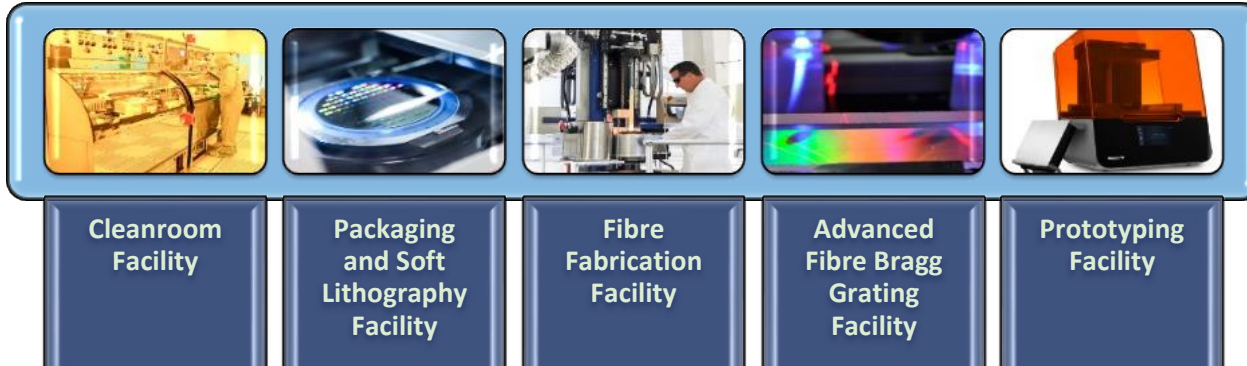 Cleanroom
Facility
Packaging
and Soft
Lithography
Facility
Fibre
Fabrication
Facility
Advanced
Fibre Bragg
Grating
Facility
Prototyping
Facility